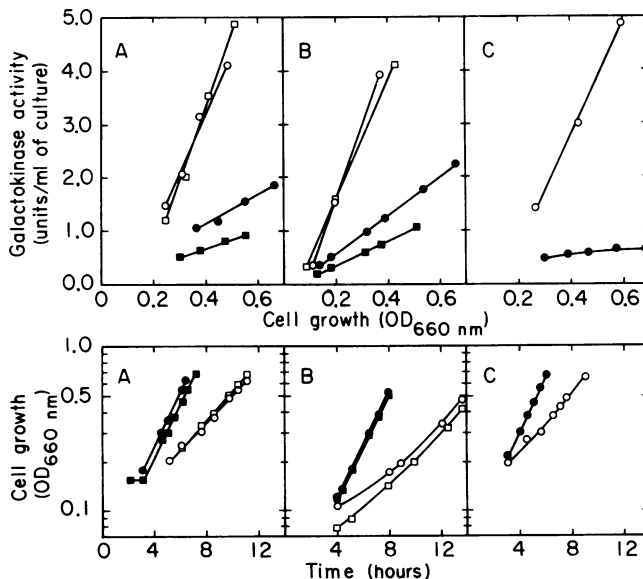 A B C
5.0
4.0
3.0
2.0
1.0
0.0
Galactokinase activity
(units/ml of culture)
0.2 0.4 0.6 0.2 0.4 0.6 0.2 0.4 0.6
Cell growth (OD660 nm)
A B C
1.0
0.5
0.1
Cell growth
(OD660 nm)
0 4 8 12 0 4 8 12 0 4 8 12
Time (hours)